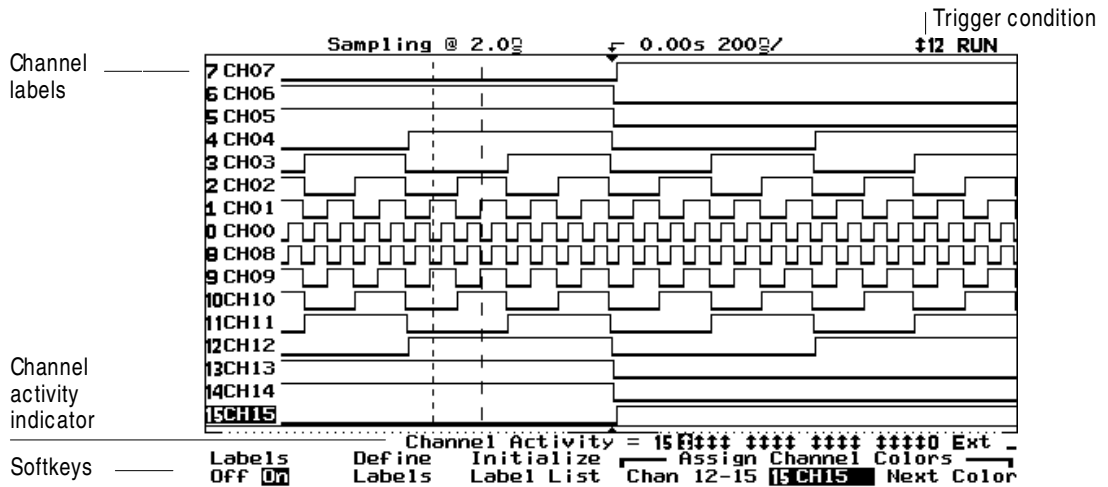 Trigger condition
Sampling @ 2.0 0.00s 200 / ↕12 RUN
Channel
labels
7 CH07
6 CH06
5 CH05
4 CH04
3 CH03
2 CH02
1 CH01
0 CH00
8 CH08
9 CH09
10CH10
11CH11
12CH12
13CH13
14CH14
15CH15
Channel
activity
indicator
Channel Activity = 15 ↕↕↕ ↕↕↕↕ ↕↕↕↕ ↕↕↕↕0 Ext _
Softkeys
Labels Define Initialize Assign Channel Colors
Off On Labels Label List Chan 12-15 15 CH15 Next Color